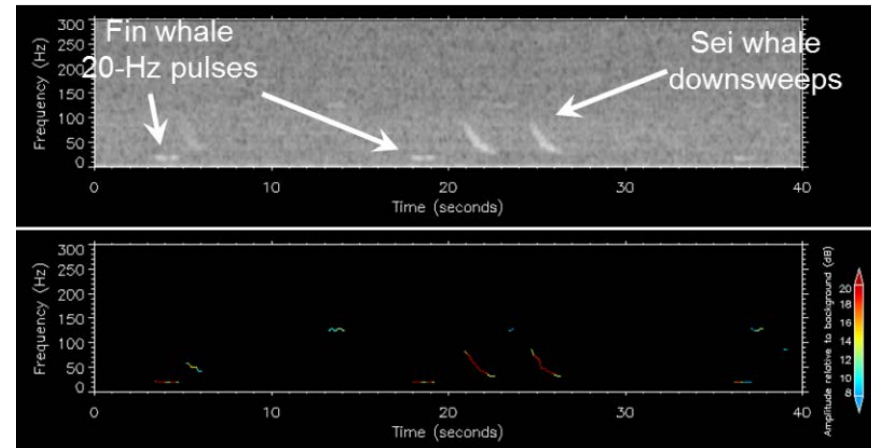 Fin whale
20-Hz pulses
Sei whale
downsweeps
Frequency (Hz)
300
250
200
150
100
50
0
0 10 20 30 40
Time (seconds)
Frequency (Hz)
300
250
200
150
100
50
0
0 10 20 30 40
Time (seconds)
Amplitude relative to background (dB)
20
18
16
14
12
10
8